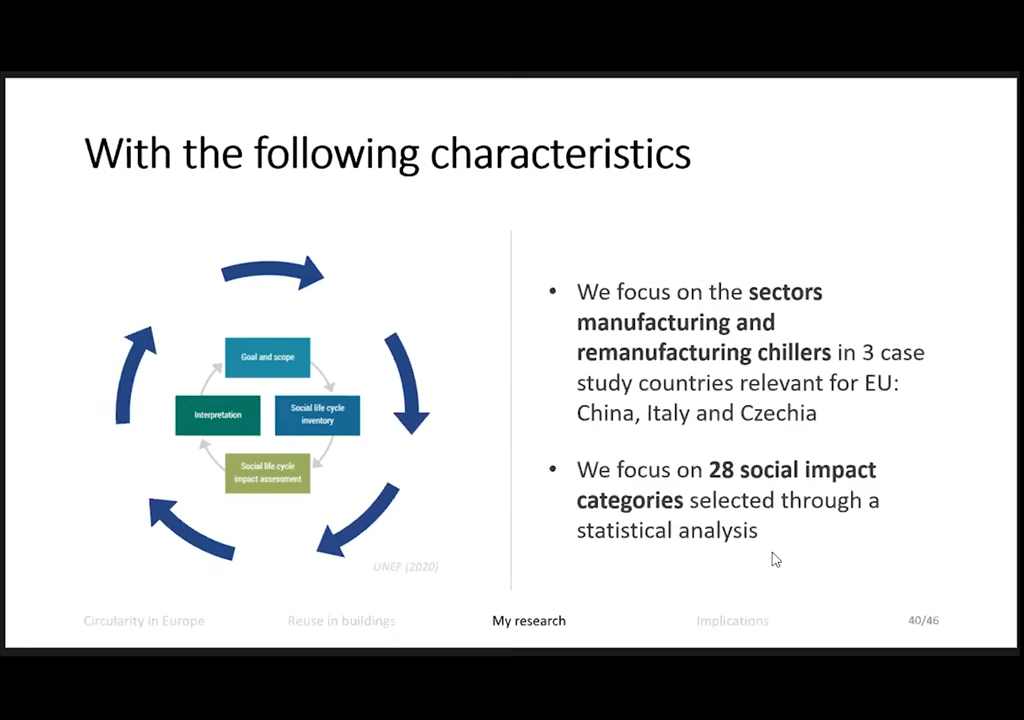 With the following characteristics
Goal and scope
Interpretation
Social life cycle
inventory
Social life cycle
impact assessment
UNEP (2020)
• We focus on the sectors
manufacturing and
remanufacturing chillers in 3 case
study countries relevant for EU:
China, Italy and Czechia
• We focus on 28 social impact
categories selected through a
statistical analysis
Circularity in Europe
Reuse in buildings
My research
Implications
40/46